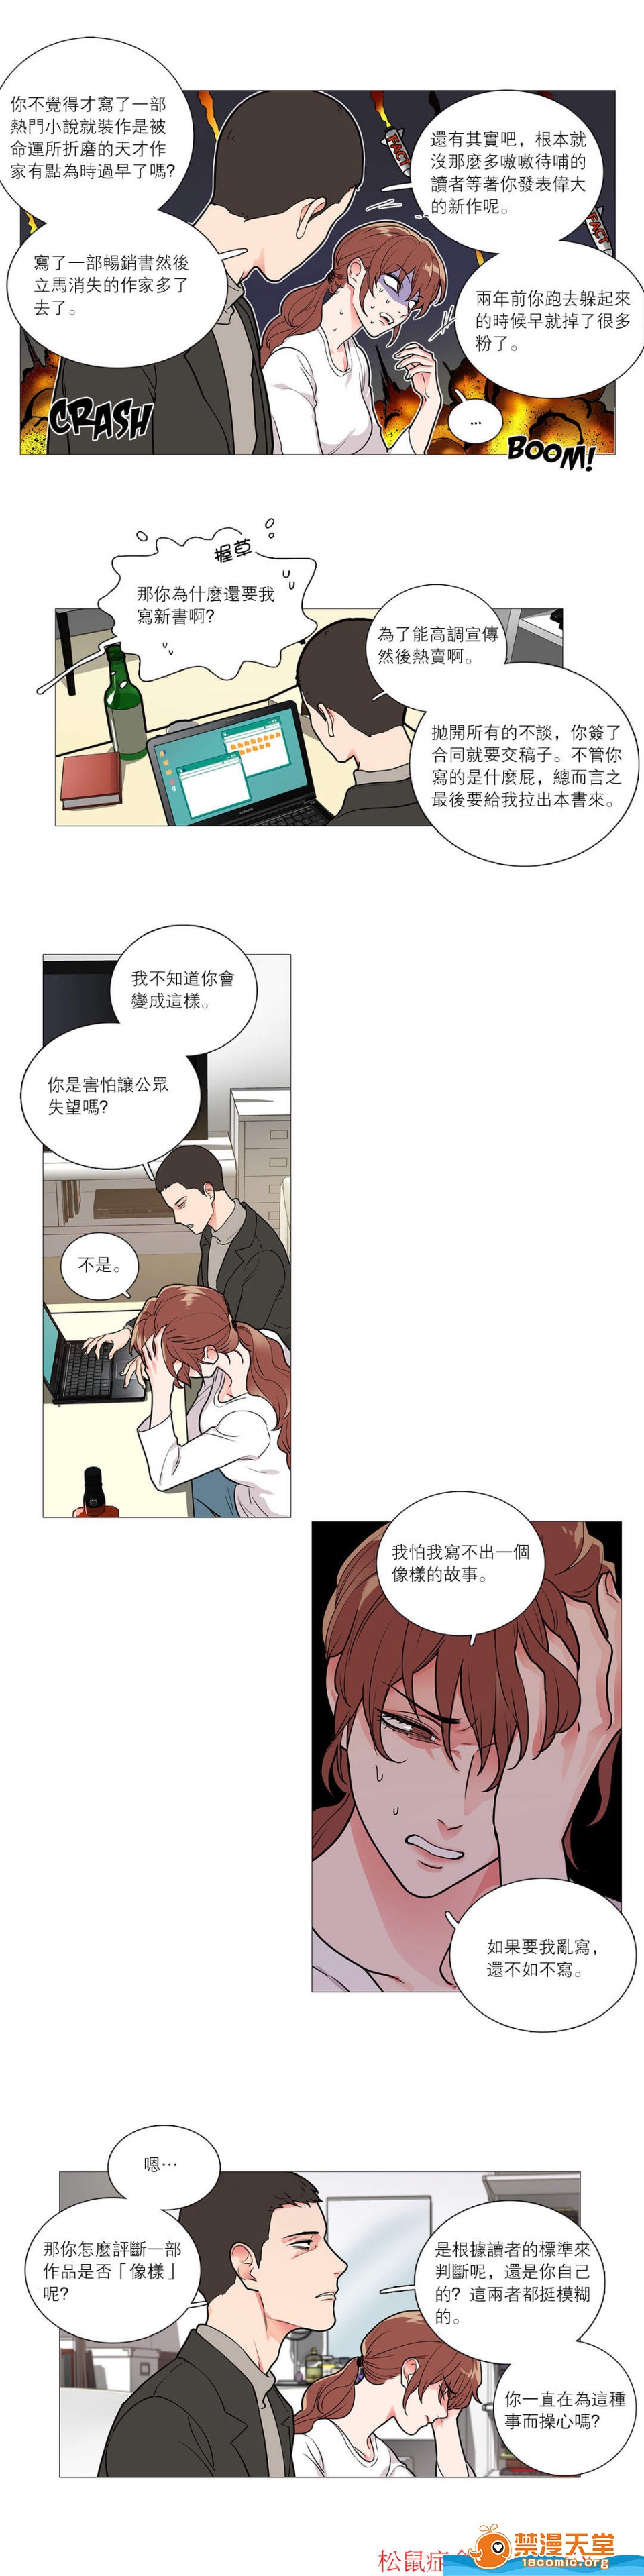 你不覺得才寫了一部
熱門小說就裝作是被
命運所折磨的天才作
家有點為時過早了嗎?
寫了一部暢銷書然後
立馬消失的作家多了
去了。
FACT
還有其實吧，根本就
沒那麼多嗷嗷待哺的
讀者等著你發表偉大
的新作呢。
FACT
兩年前你跑去躲起來
的時候早就掉了很多
粉了。
...
CRASH
BOOM!
握草
那你為什麼還要我
寫新書啊?
為了能高調宣傳
然後熱賣啊。
拋開所有的不談，你簽了
合同就要交稿子。不管你
寫的是什麼屁，總而言之
最後要給我拉出本書來。
我不知道你會
變成這樣。
你是害怕讓公眾
失望嗎?
不是。
我怕我寫不出一個
像樣的故事。
如果要我亂寫，
還不如不寫。
嗯…
那你怎麼評斷一部
作品是否「像樣」
呢?
是根據讀者的標準來
判斷呢，還是你自己
的? 這兩者都挺模糊
的。
你一直在為這種
事而操心嗎?
松鼠症
禁漫天堂
18comic.org